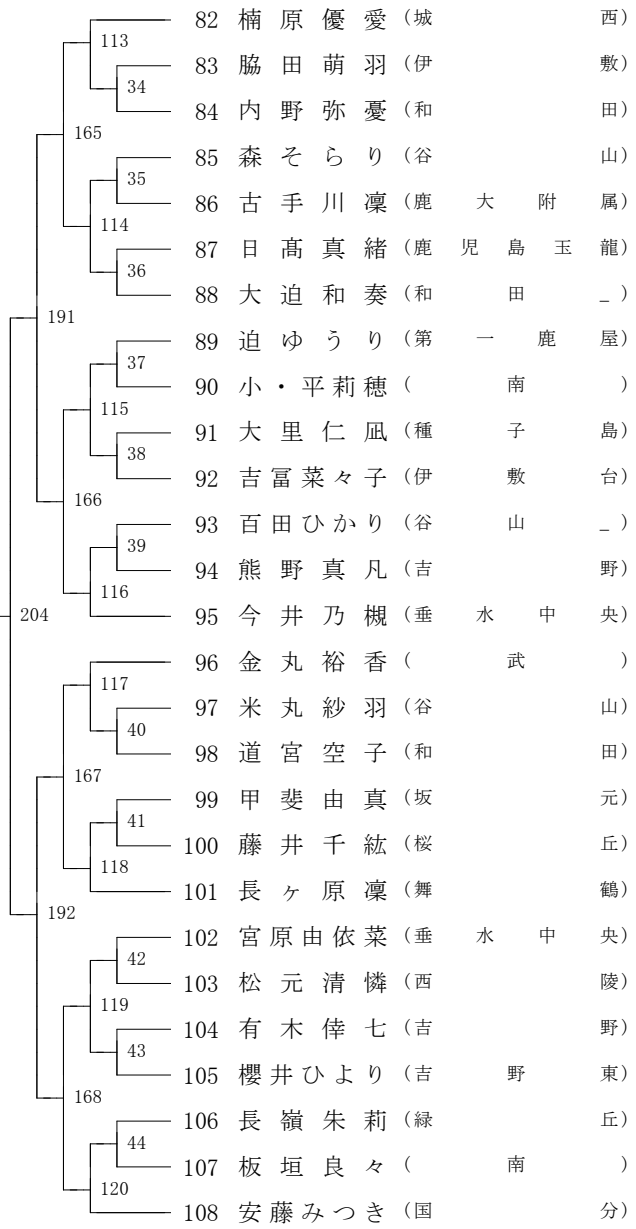 82 楠原優愛 (城西)
113
83 脇田萌羽 (伊敷)
34
84 内野弥憂 (和田)
165
85 森そらり (谷山)
35
86 古手川凜 (鹿大附属)
114
87 日髙真緒 (鹿児島玉龍)
36
88 大迫和奏 (和田_)
191
89 迫ゆうり (第一鹿屋)
37
90 小・平莉穂 (南)
115
91 大里仁凪 (種子島)
38
92 吉冨菜々子 (伊敷台)
166
93 百田ひかり (谷山_)
39
94 熊野真凡 (吉野)
116
95 今井乃槻 (垂水中央)
204
96 金丸裕香 (武)
117
97 米丸紗羽 (谷山)
40
98 道宮空子 (和田)
167
99 甲斐由真 (坂元)
41
100 藤井千紘 (桜丘)
118
101 長ヶ原凜 (舞鶴)
192
102 宮原由依菜 (垂水中央)
42
103 松元清憐 (西陵)
119
104 有木倖七 (吉野)
43
105 櫻井ひより (吉野東)
168
106 長嶺朱莉 (緑丘)
44
107 板垣良々 (南)
120
108 安藤みつき (国分)